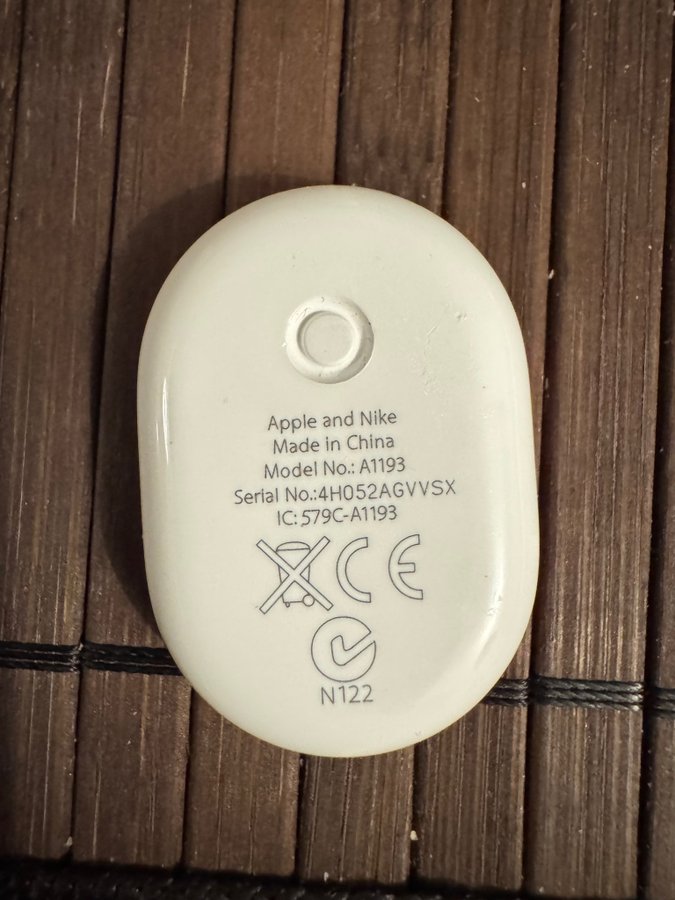 Apple and Nike
Made in China
Model No.: A1193
Serial No.:4H052AGVVSX
IC: 579C-A1193
CE
N122